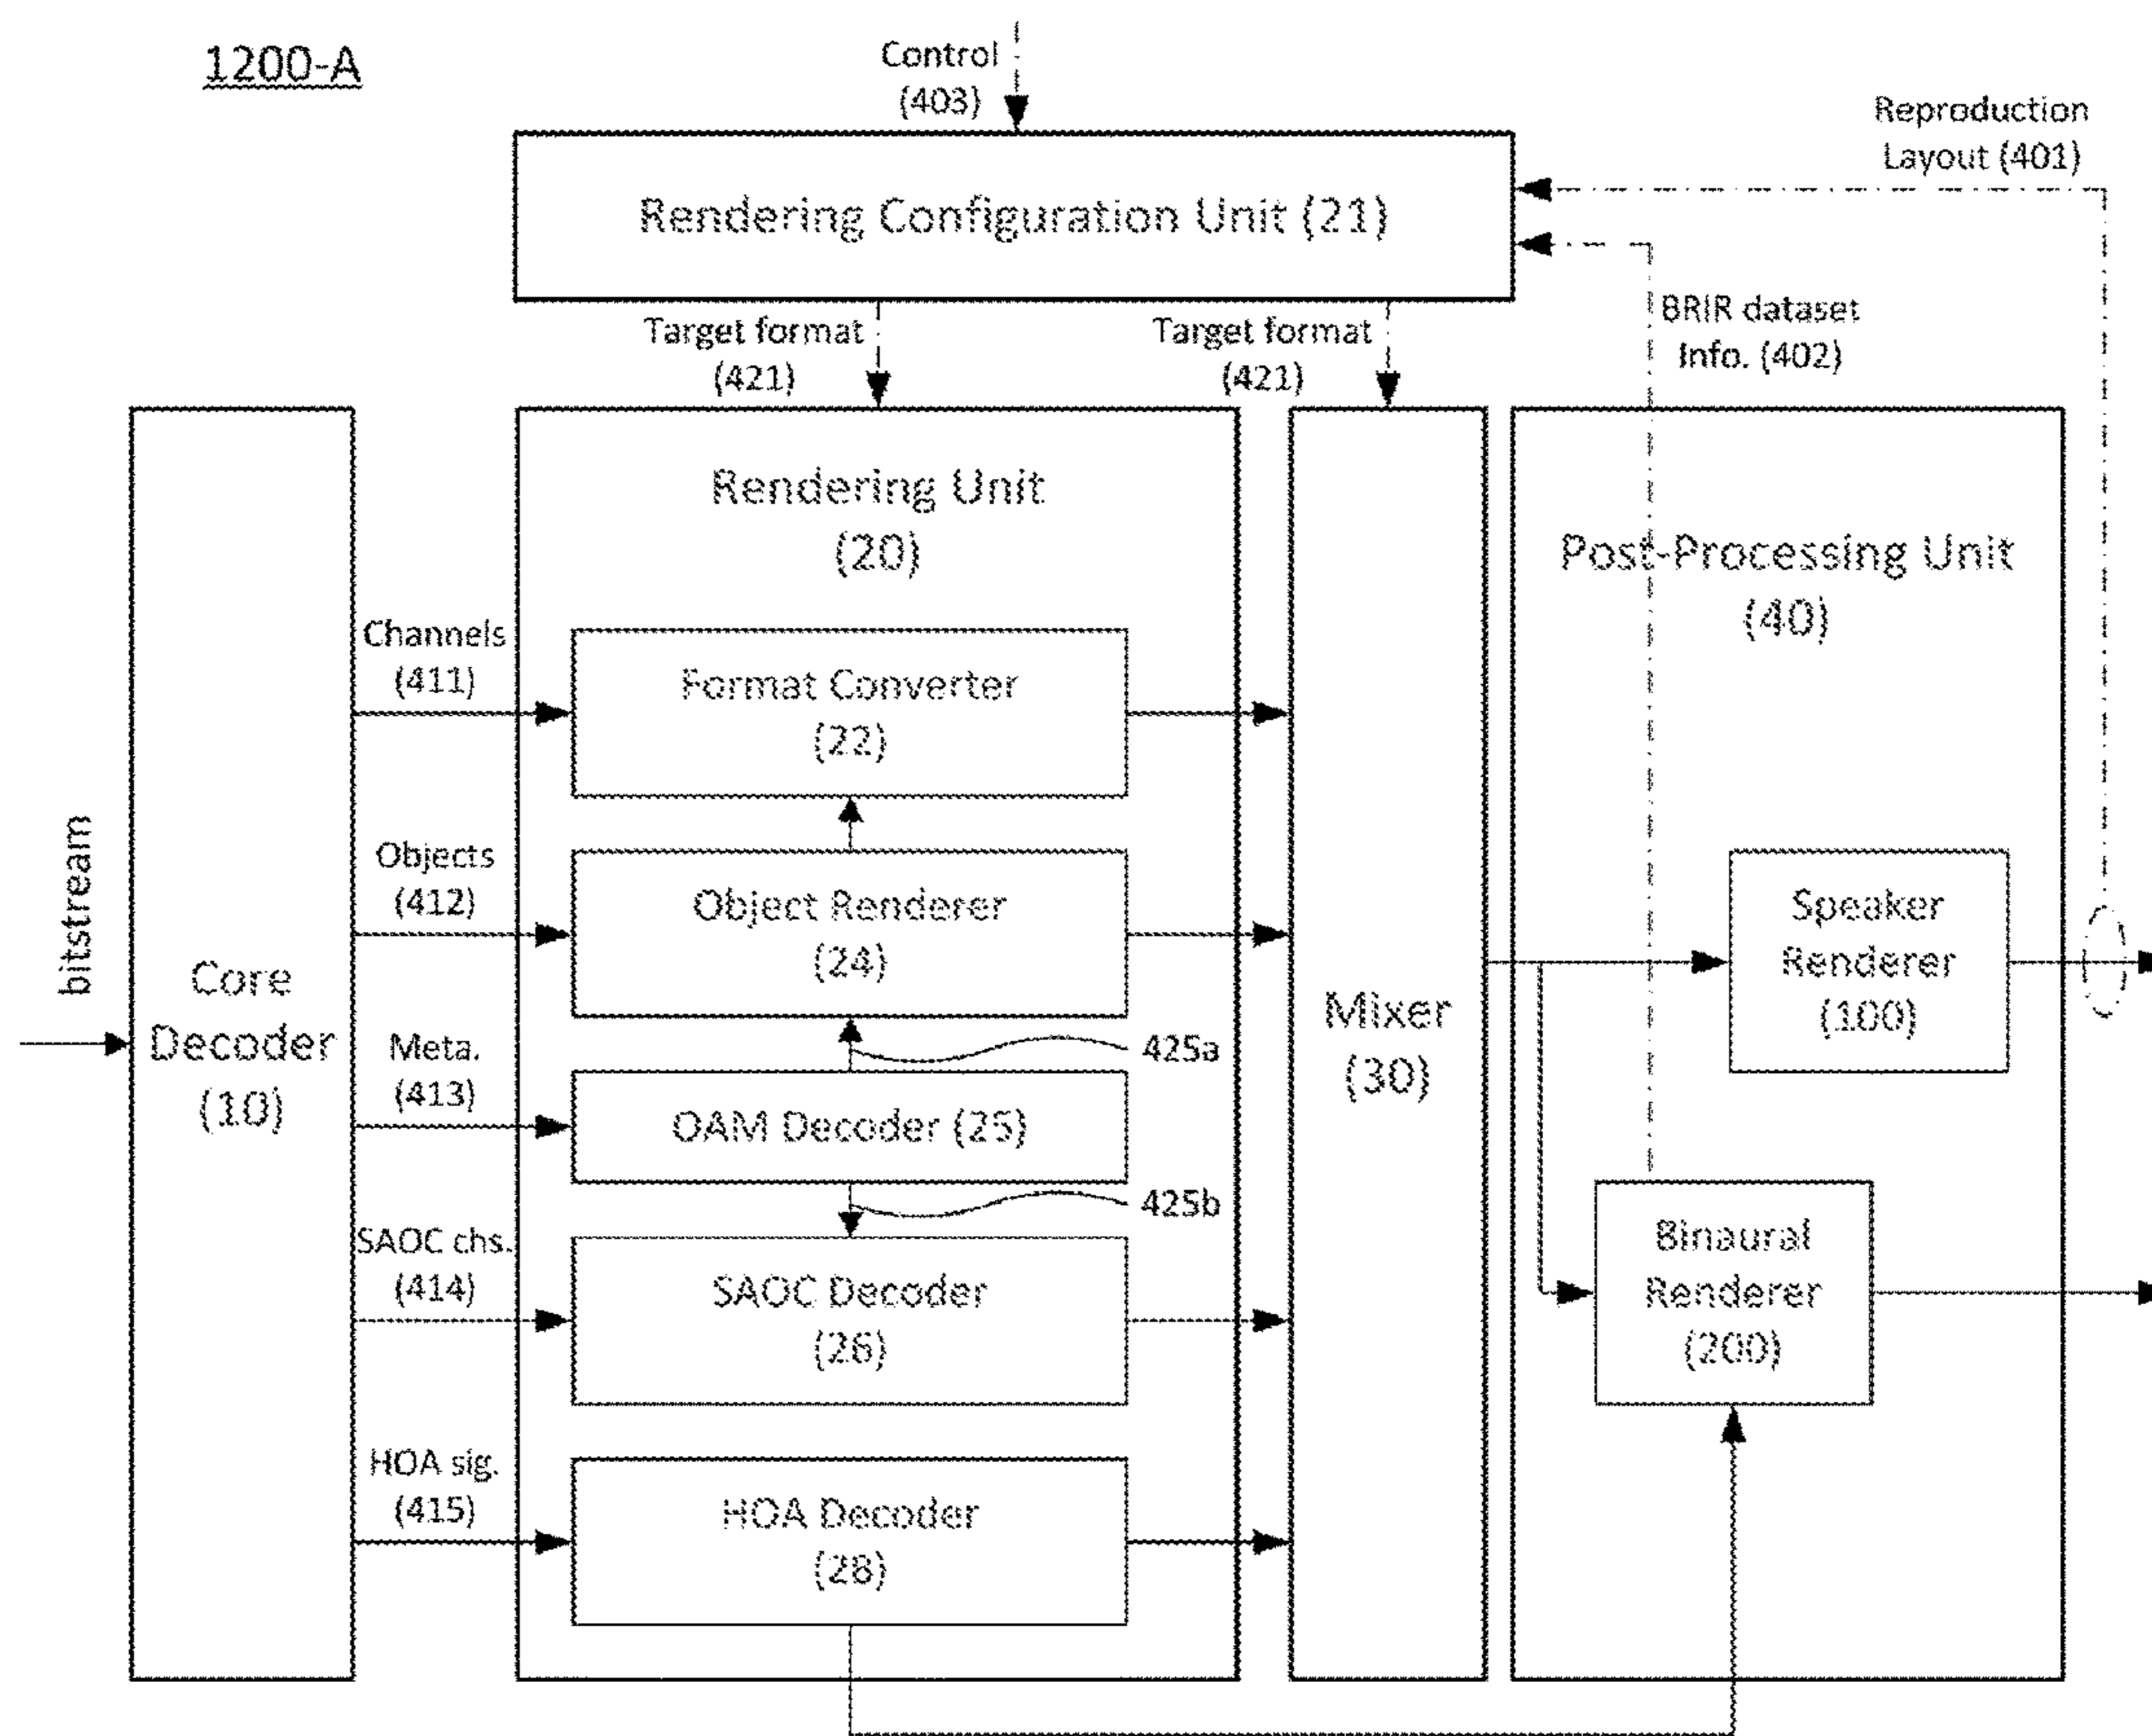 1200-A
Control
(403)
Reproduction
Layout (401)
Rendering Configuration Unit (21)
Target format
(421)
Target format
(421)
BRIR dataset
Info. (402)
bitstream
Core
Decoder
(10)
Channels
(411)
Objects
(412)
Meta.
(413)
SAOC chs.
(414)
HOA sig.
(415)
Rendering Unit
(20)
Format Converter
(22)
Object Renderer
(24)
425a
OAM Decoder (25)
425b
SAOC Decoder
(26)
HOA Decoder
(28)
Mixer
(30)
Post-Processing Unit
(40)
Speaker
Renderer
(100)
Binaural
Renderer
(200)